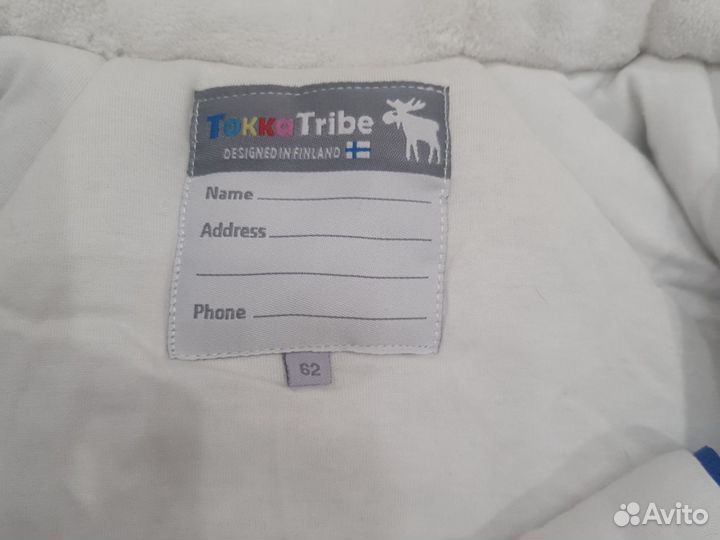 TokkaTribe
DESIGNED IN FINLAND
Name
Address
Phone
62
Avito